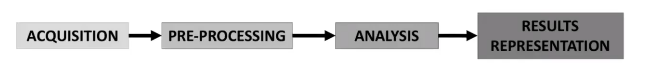 ACQUISITION
PRE-PROCESSING
ANALYSIS
RESULTS
REPRESENTATION